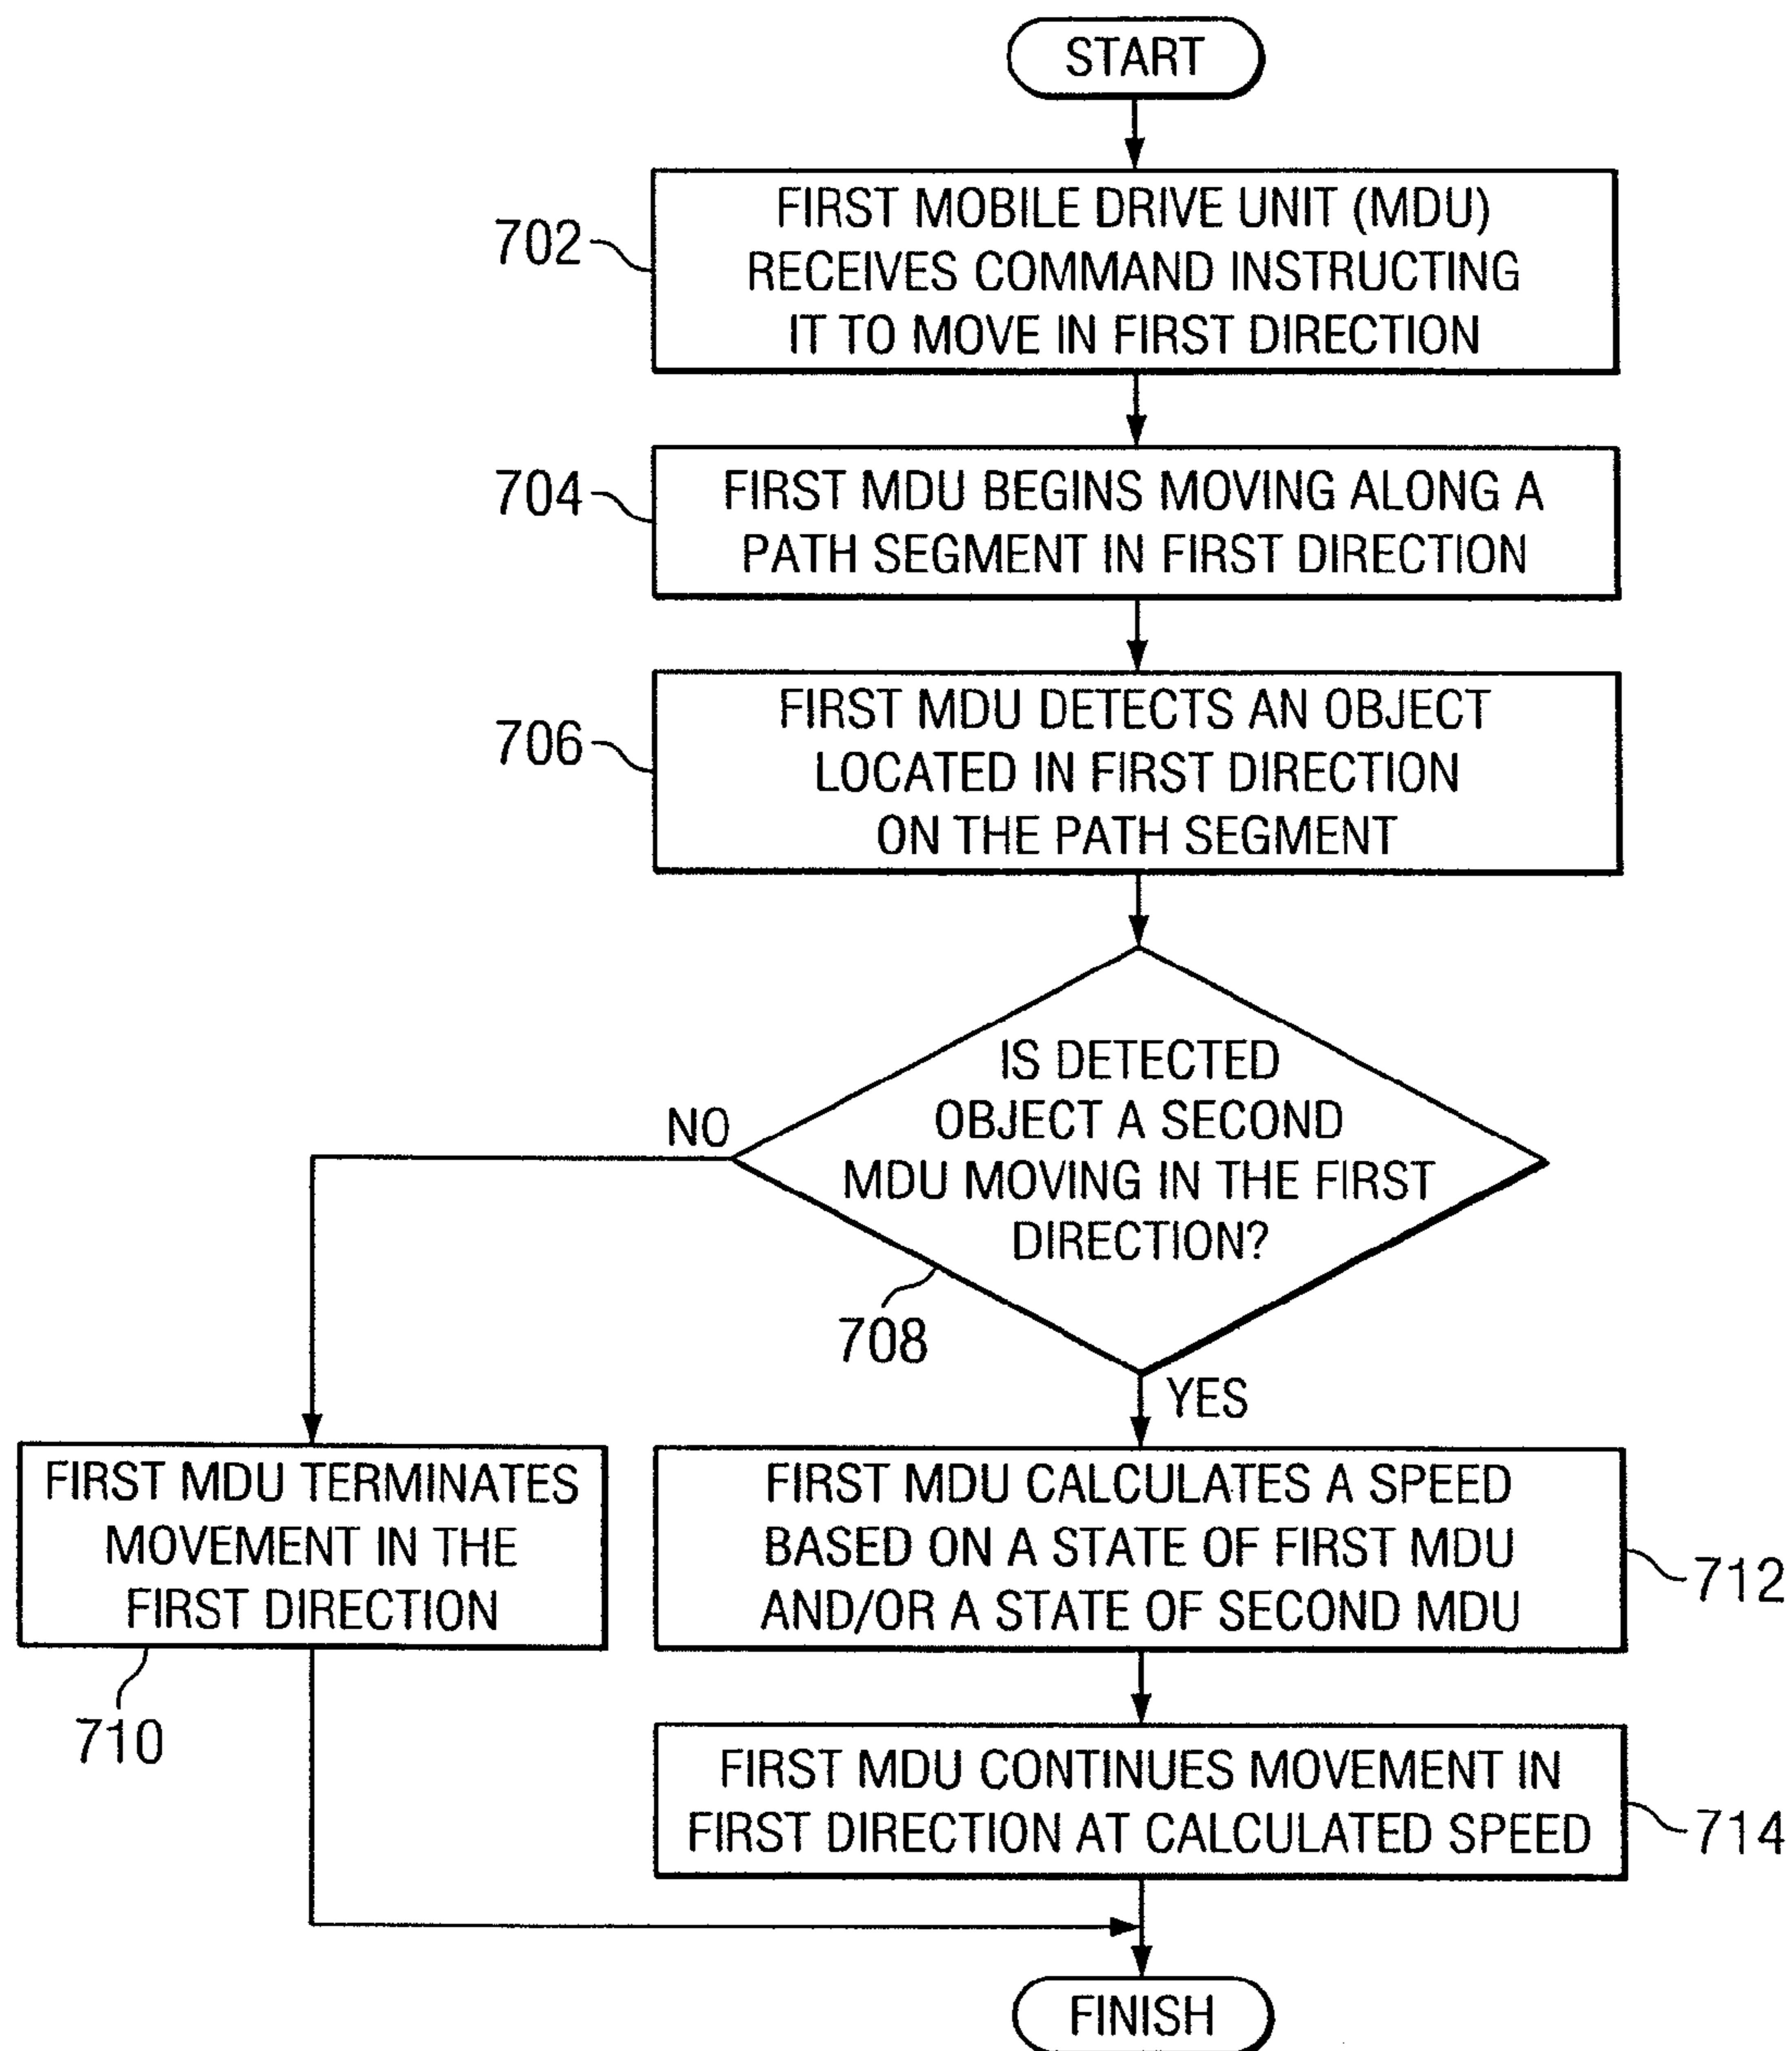 START
702
FIRST MOBILE DRIVE UNIT (MDU)
RECEIVES COMMAND INSTRUCTING
IT TO MOVE IN FIRST DIRECTION
704
FIRST MDU BEGINS MOVING ALONG A
PATH SEGMENT IN FIRST DIRECTION
706
FIRST MDU DETECTS AN OBJECT
LOCATED IN FIRST DIRECTION
ON THE PATH SEGMENT
IS DETECTED
OBJECT A SECOND
MDU MOVING IN THE FIRST
DIRECTION?
NO
708
YES
FIRST MDU TERMINATES
MOVEMENT IN THE
FIRST DIRECTION
710
FIRST MDU CALCULATES A SPEED
BASED ON A STATE OF FIRST MDU
AND/OR A STATE OF SECOND MDU
712
FIRST MDU CONTINUES MOVEMENT IN
FIRST DIRECTION AT CALCULATED SPEED
714
FINISH